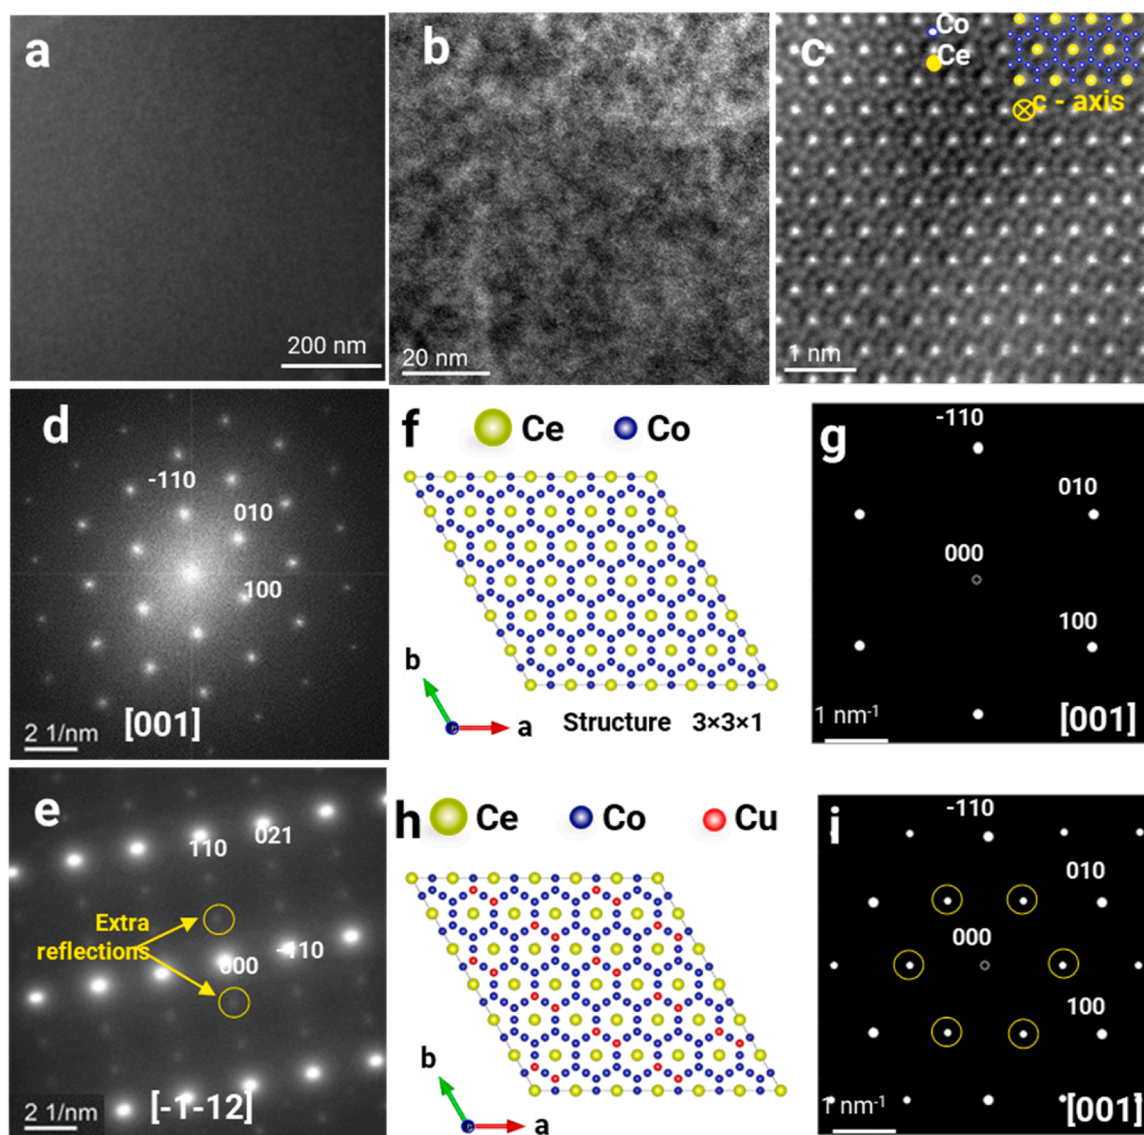 a
200 nm
b
20 nm
c
Co
Ce
c - axis
1 nm
d
-110
010
100
[001]
2 1/nm
f
Ce
Co
b
a
Structure 3×3×1
g
-110
010
000
100
1 nm-1
[001]
e
110
021
Extra
reflections
000
-110
2 1/nm
[-1-12]
h
Ce
Co
Cu
b
a
i
-110
010
000
100
1 nm-1
[001]